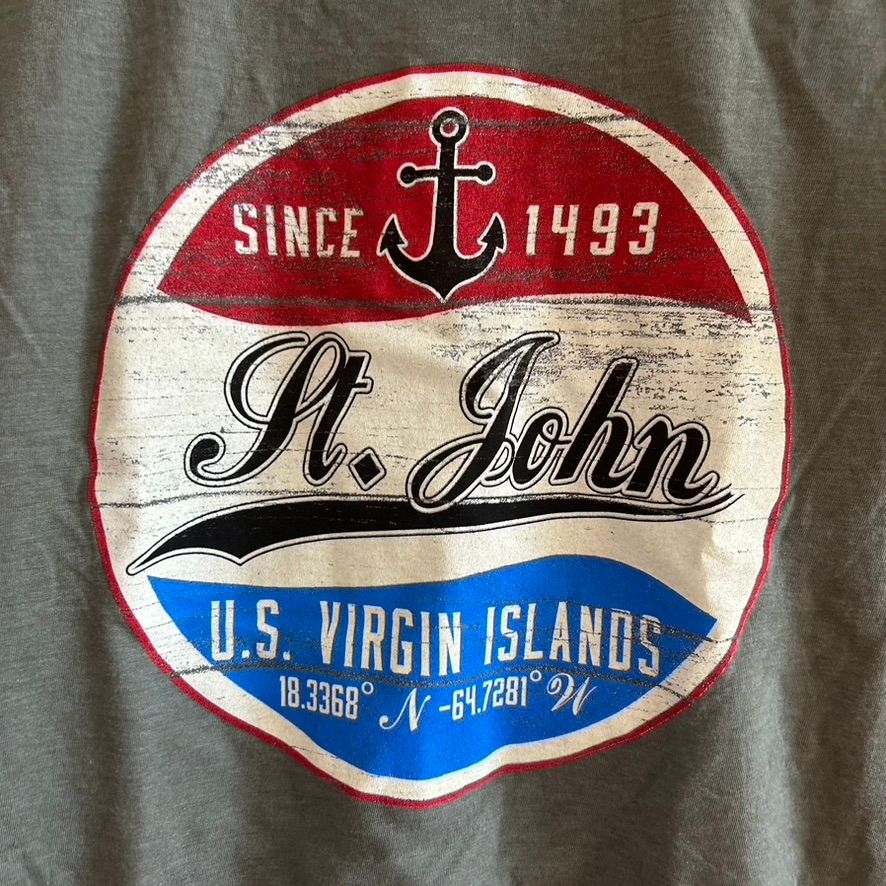 SINCE 1493
St. John
U.S. VIRGIN ISLANDS
18.3368° N -64.7281° W